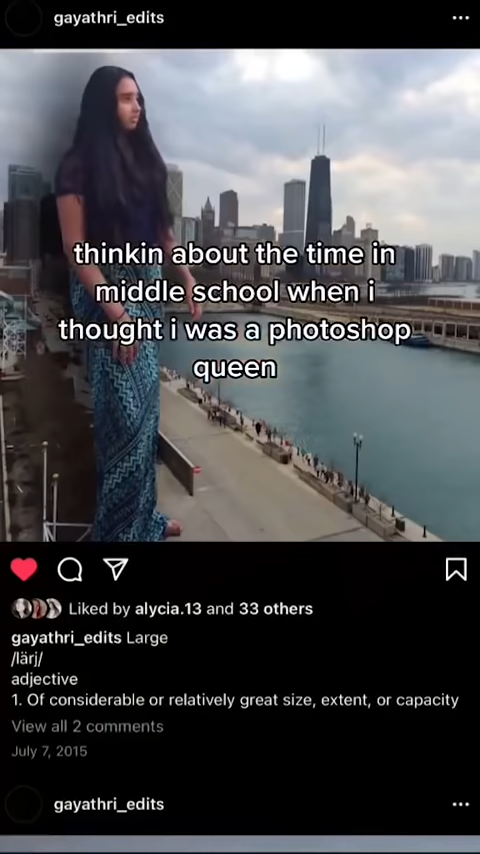 gayathri_edits
thinkin about the time in
middle school when i
thought i was a photoshop
queen
Liked by alycia.13 and 33 others
gayathri_edits Large
/lärj/
adjective
1. Of considerable or relatively great size, extent, or capacity
View all 2 comments
July 7, 2015
gayathri_edits